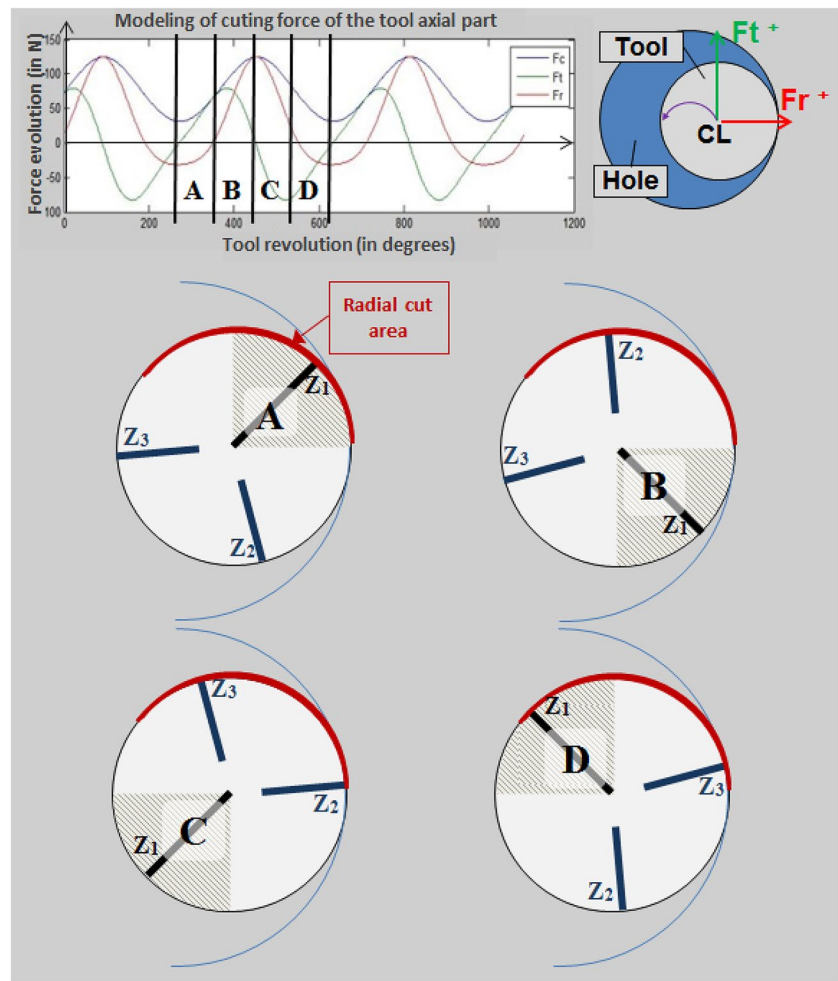 Modeling of cuting force of the tool axial part
Force evolution (in N)
150
100
50
0
-50
100
0
200
400
600
800
1000
1200
A B C D
Fc
Ft
Fr
Tool revolution (in degrees)
Tool
Hole
CL
Ft +
Fr +
Radial cut
area
Z1
A
Z3
Z2
Z2
Z3
B
Z1
Z3
Z2
C
Z1
Z1
D
Z3
Z2